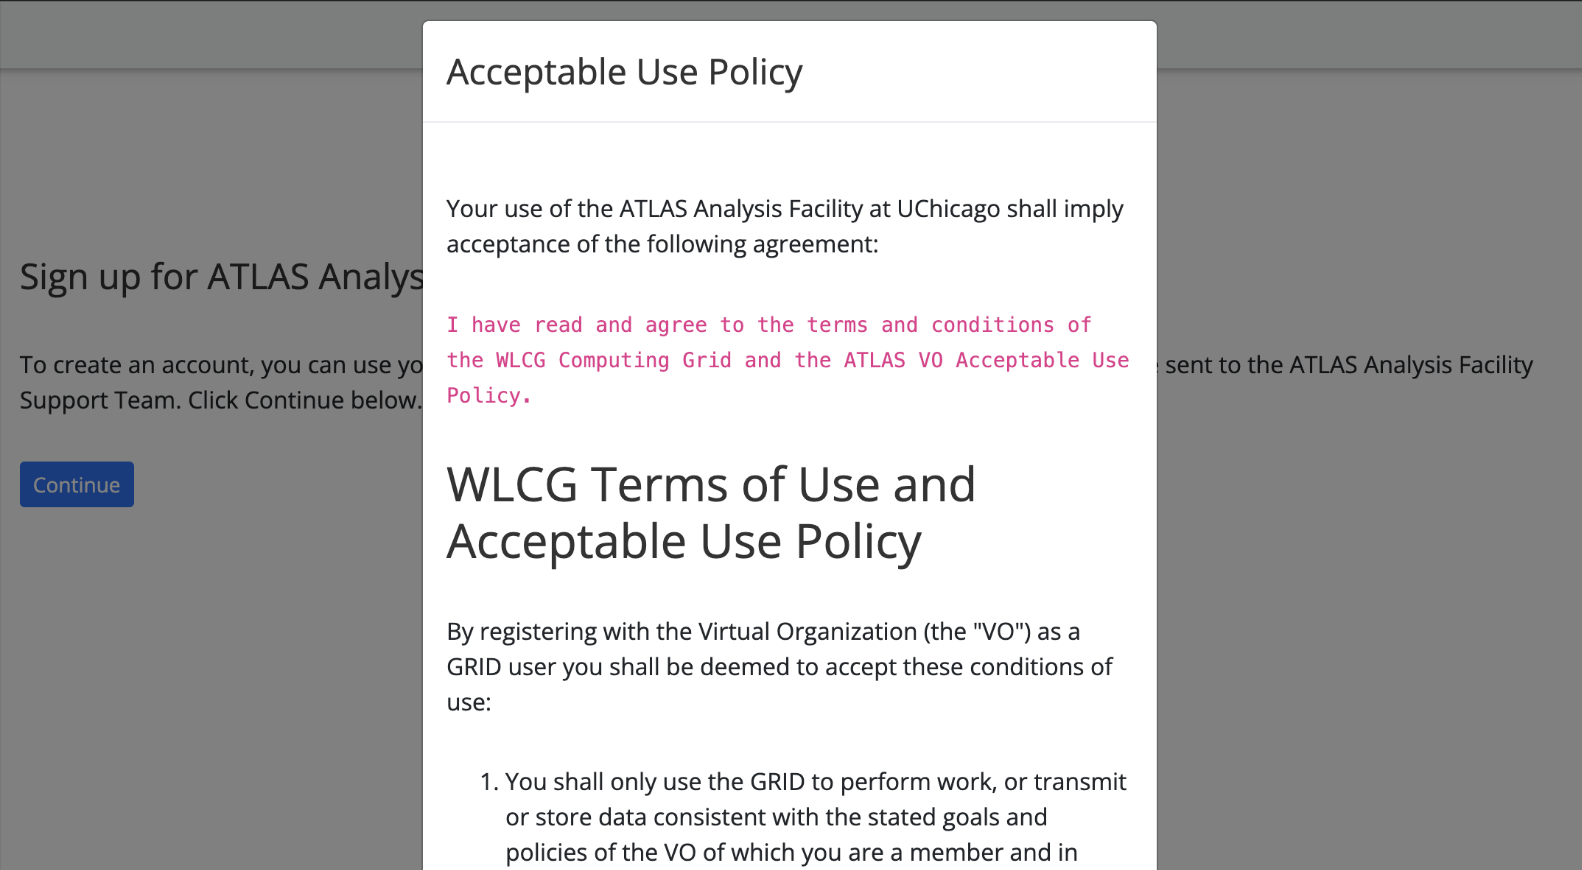 Acceptable Use Policy
Your use of the ATLAS Analysis Facility at UChicago shall imply
acceptance of the following agreement:
I have read and agree to the terms and conditions of
the WLCG Computing Grid and the ATLAS VO Acceptable Use
Policy.
WLCG Terms of Use and
Acceptable Use Policy
By registering with the Virtual Organization (the "VO") as a
GRID user you shall be deemed to accept these conditions of
use:
1. You shall only use the GRID to perform work, or transmit
or store data consistent with the stated goals and
policies of the VO of which you are a member and in
Sign up for ATLAS Analys
To create an account, you can use yo
sent to the ATLAS Analysis Facility
Support Team. Click Continue below.
Continue